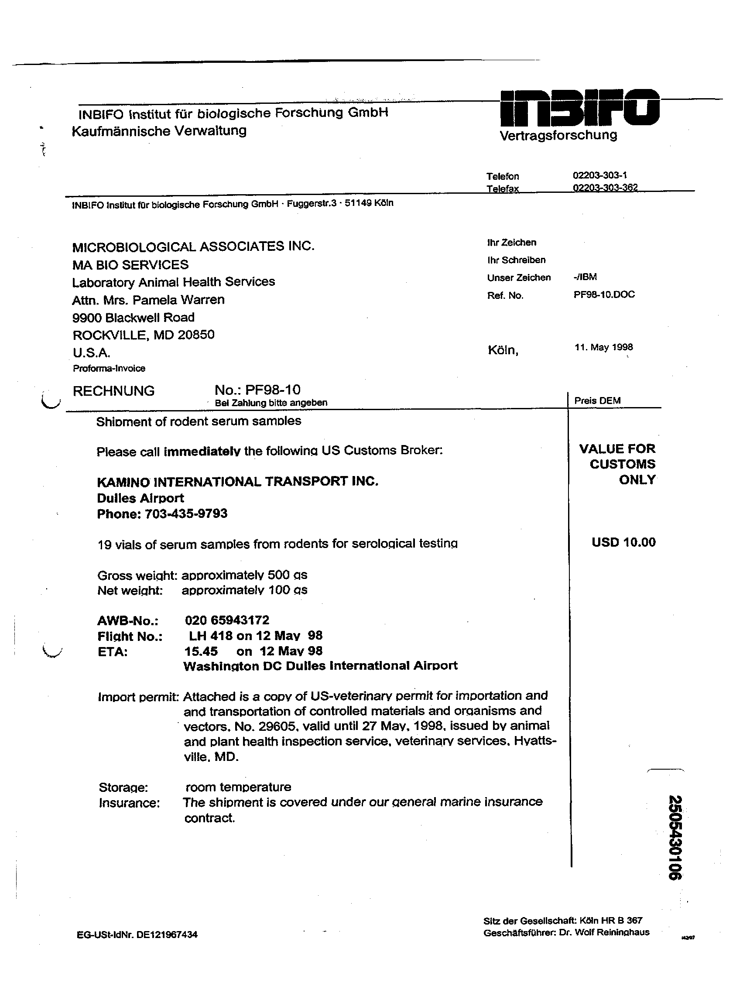 INBIFO Institut für biologische Forschung GmbH
Kaufmännische Verwaltung
INBIFO
Vertragsforschung
Telefon 02203-303-1
Telefax 02203-303-362
INBIFO Institut für biologische Forschung GmbH · Fuggerstr.3 · 51149 Köln
MICROBIOLOGICAL ASSOCIATES INC.
MA BIO SERVICES
Laboratory Animal Health Services
Attn. Mrs. Pamela Warren
9900 Blackwell Road
ROCKVILLE, MD 20850
U.S.A.
Ihr Zeichen
Ihr Schreiben
Unser Zeichen -/IBM
Ref. No. PF98-10.DOC
Köln, 11. May 1998
Proforma-Invoice
RECHNUNG No.: PF98-10
Bei Zahlung bitte angeben
Preis DEM
Shipment of rodent serum samples
Please call immediately the following US Customs Broker:
VALUE FOR
CUSTOMS
ONLY
KAMINO INTERNATIONAL TRANSPORT INC.
Dulles Airport
Phone: 703-435-9793
19 vials of serum samples from rodents for serological testing USD 10.00
Gross weight: approximately 500 gs
Net weight: approximately 100 gs
AWB-No.: 020 65943172
Flight No.: LH 418 on 12 May 98
ETA: 15.45 on 12 May 98
Washington DC Dulles International Airport
Import permit: Attached is a copy of US-veterinary permit for importation and
and transportation of controlled materials and organisms and
vectors, No. 29605, valid until 27 May, 1998, issued by animal
and plant health inspection service, veterinary services, Hyatts-
ville, MD.
Storage: room temperature
Insurance: The shipment is covered under our general marine insurance
contract.
2505430106
EG-USt-IdNr. DE121967434
Sitz der Gesellschaft: Köln HR B 367
Geschäftsführer: Dr. Wolf Reininghaus